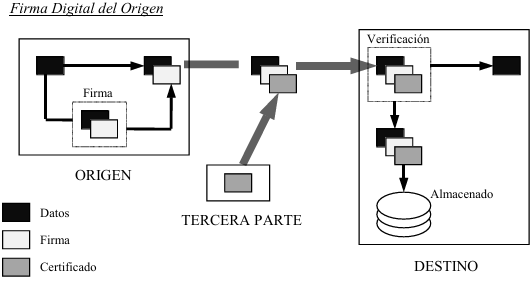 Firma Digital del Origen
Verificación
Firma
ORIGEN
Almacenado
TERCERA PARTE
Datos
Firma
Certificado
DESTINO